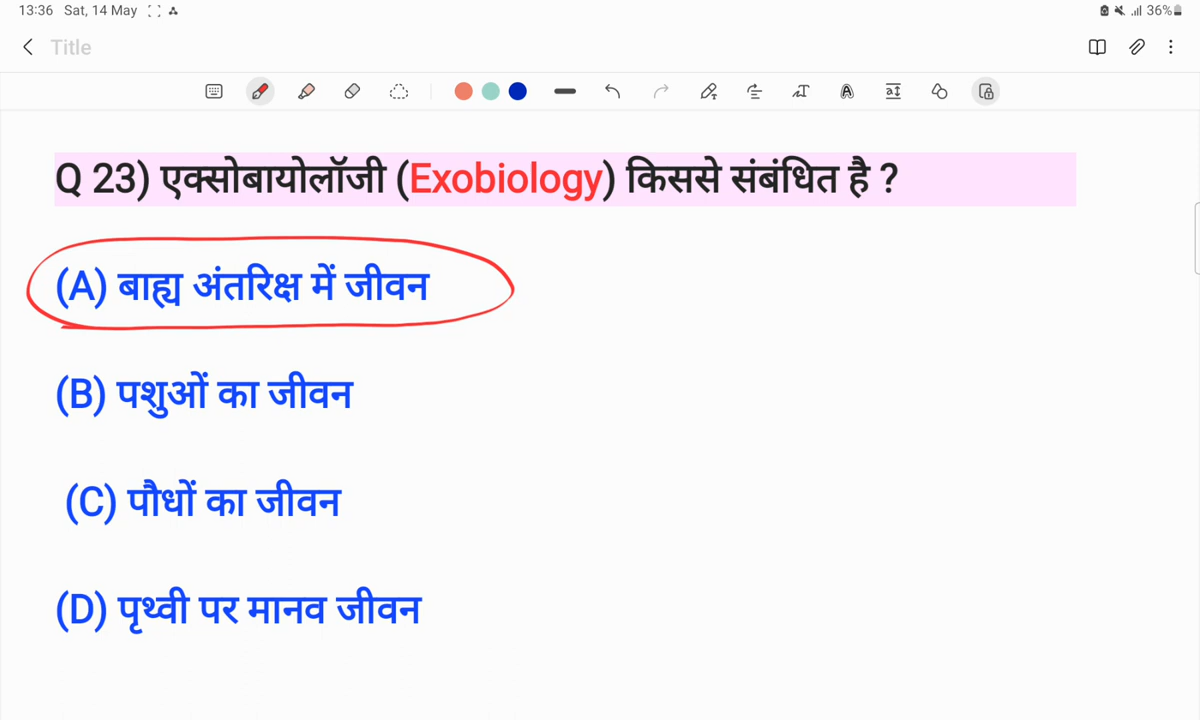 13:36 Sat, 14 May 36%
Title
Q 23) एक्सोबायोलॉजी (Exobiology) किससे संबंधित है ?
(A) बाह्य अंतरिक्ष में जीवन
(B) पशुओं का जीवन
(C) पौधों का जीवन
(D) पृथ्वी पर मानव जीवन